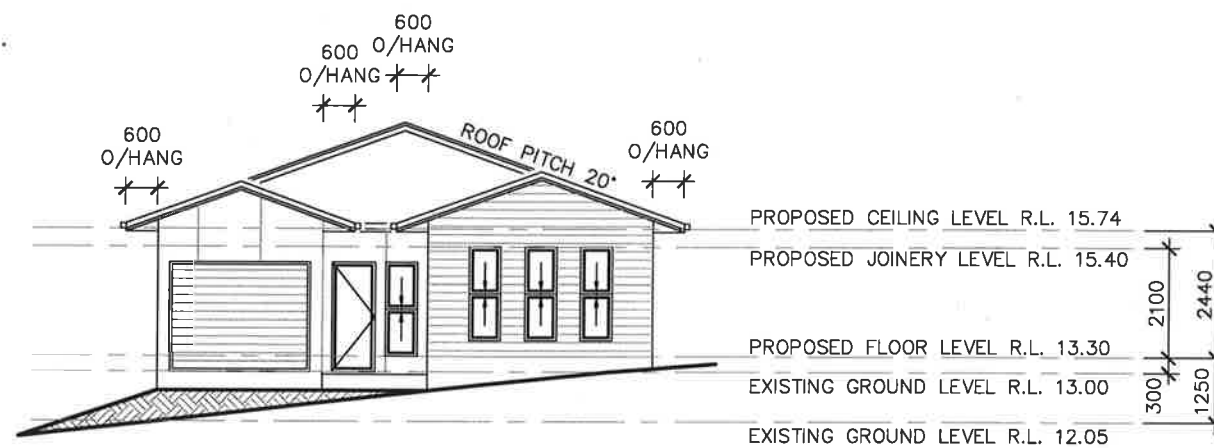 600
O/HANG
600
O/HANG
600
O/HANG
600
O/HANG
ROOF PITCH 20°
PROPOSED CEILING LEVEL R.L. 15.74
PROPOSED JOINERY LEVEL R.L. 15.40
2100
2440
PROPOSED FLOOR LEVEL R.L. 13.30
EXISTING GROUND LEVEL R.L. 13.00
300
1250
EXISTING GROUND LEVEL R.L. 12.05